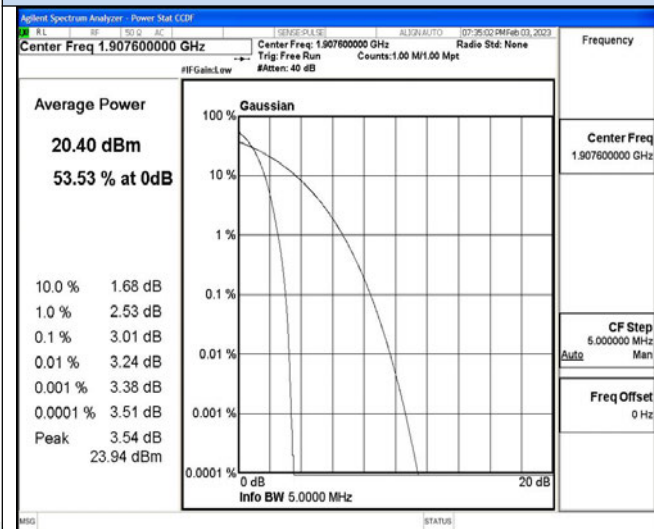 Agilent Spectrum Analyzer - Power Stat CCDF
RL RF 50 Ω AC SENSE:PULSE ALIGN AUTO 07:35:02 PM Feb 03, 2023
Center Freq 1.907600000 GHz
Center Freq: 1.907600000 GHz Radio Std: None
Trig: Free Run Counts:1.00 M/1.00 Mpt
#IFGain:Low #Atten: 40 dB
Frequency
Average Power
20.40 dBm
53.53 % at 0dB
10.0 % 1.68 dB
1.0 % 2.53 dB
0.1 % 3.01 dB
0.01 % 3.24 dB
0.001 % 3.38 dB
0.0001 % 3.51 dB
Peak 3.54 dB
23.94 dBm
Gaussian
100 %
10 %
1 %
0.1 %
0.01 %
0.001 %
0.0001 %
0 dB 20 dB
Info BW 5.0000 MHz
Center Freq
1.907600000 GHz
CF Step
5.000000 MHz
Auto Man
Freq Offset
0 Hz
MSG STATUS